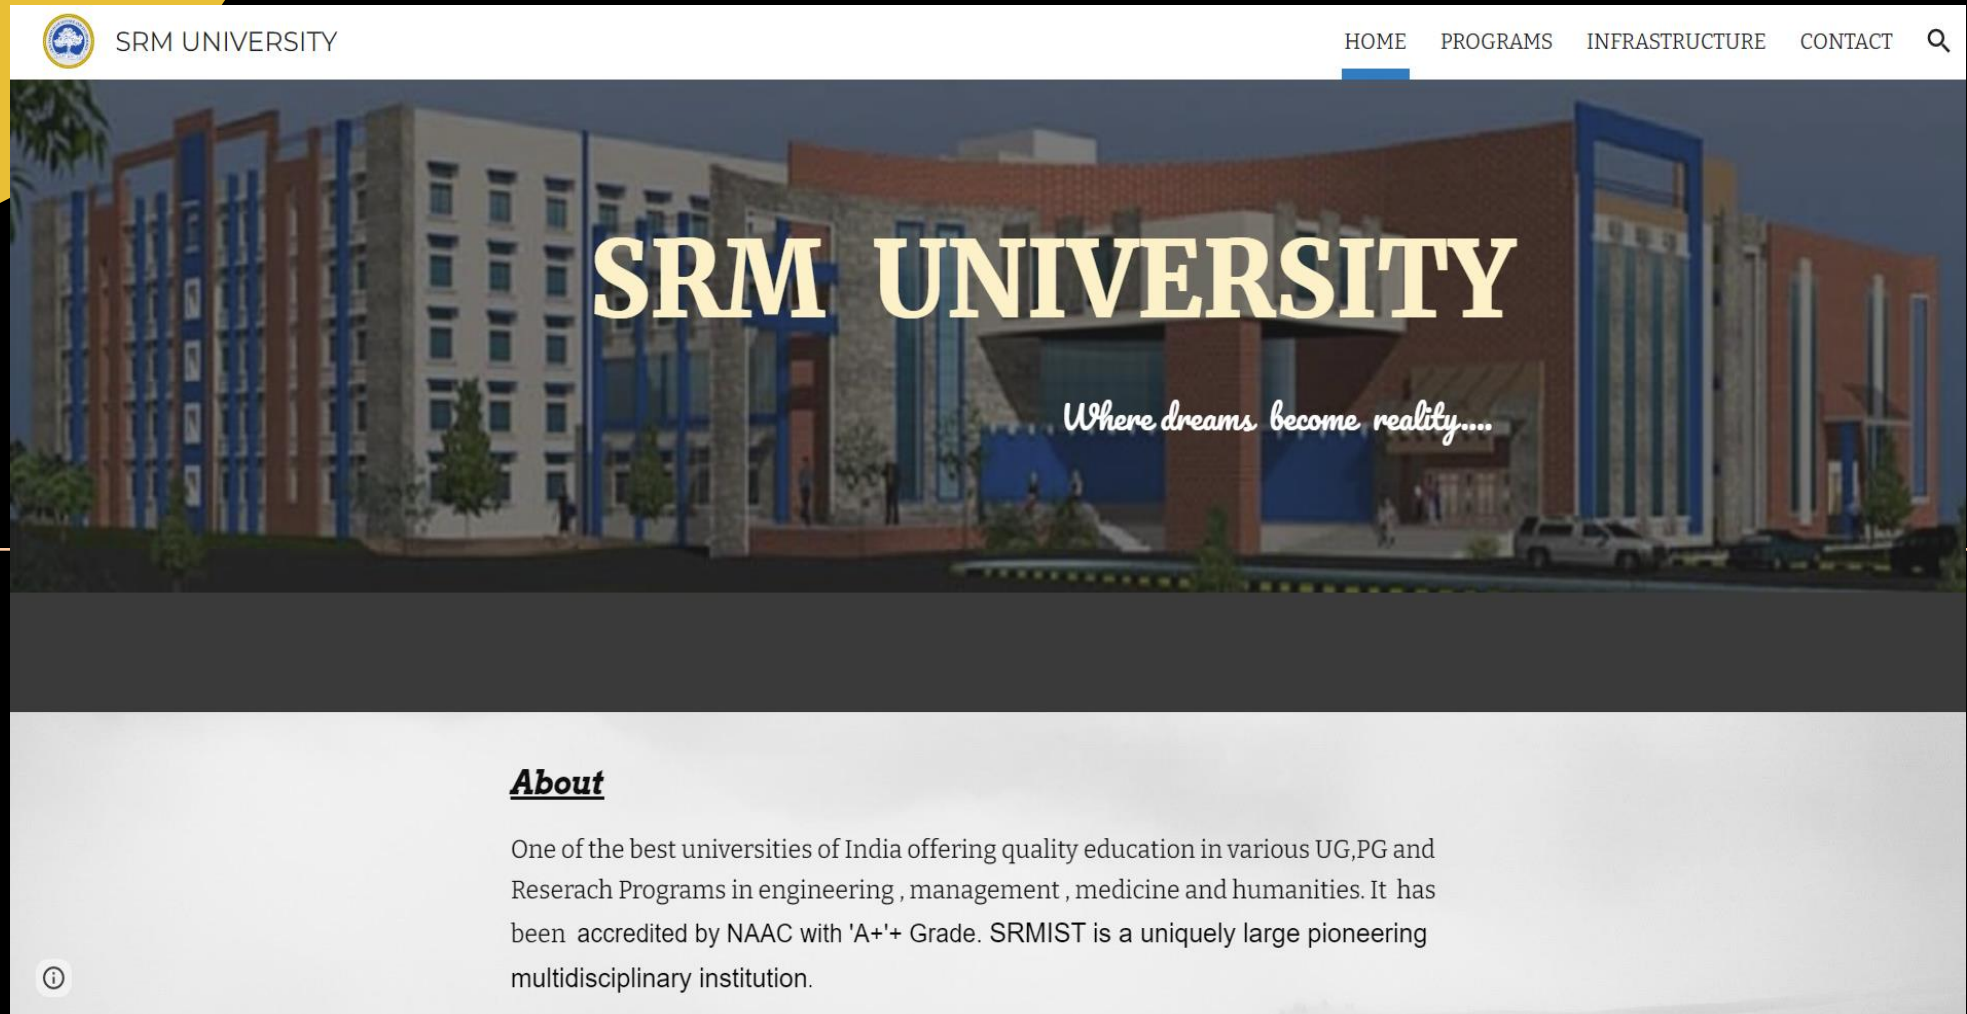 SRM UNIVERSITY
HOME PROGRAMS INFRASTRUCTURE CONTACT
SRM UNIVERSITY
Where dreams become reality....
About
One of the best universities of India offering quality education in various UG,PG and
Reserach Programs in engineering , management , medicine and humanities. It has
been accredited by NAAC with 'A+'+ Grade. SRMIST is a uniquely large pioneering
multidisciplinary institution.